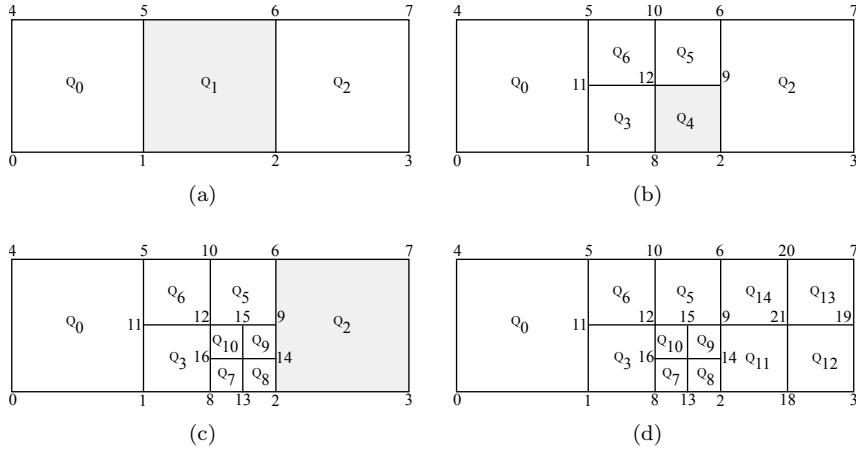 4 5 6 7
Q0 Q1 Q2
0 1 2 3
(a)
4 5 10 6 7
Q6 Q5
Q0 11 12 9 Q2
Q3 Q4
0 1 8 2 3
(b)
4 5 10 6 7
Q6 Q5
Q0 11 12 15 9 Q2
Q10 Q9
Q3 16 14
Q7 Q8
0 1 8 13 2 3
(c)
4 5 10 6 20 7
Q6 Q5 Q14 Q13
Q0 11 12 15 9 21 19
Q10 Q9
Q3 16 14 Q11 Q12
Q7 Q8
0 1 8 13 2 18 3
(d)